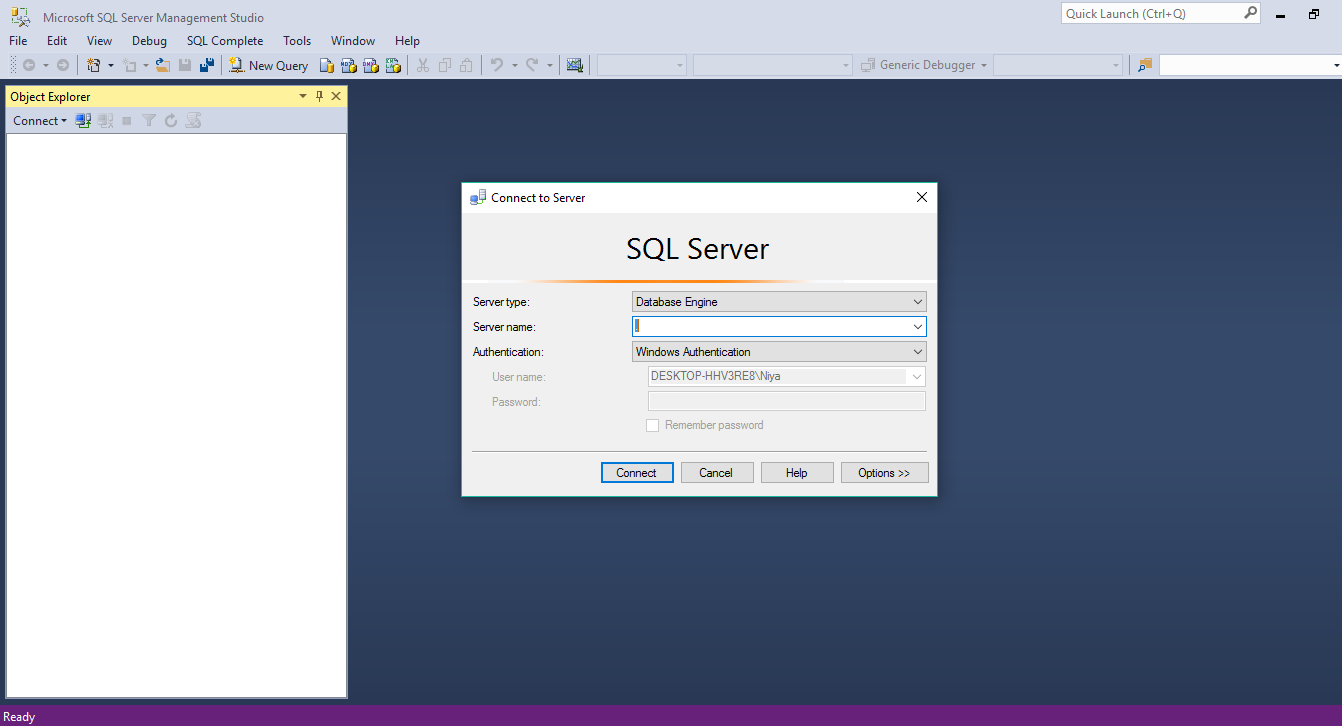 Microsoft SQL Server Management Studio
Quick Launch (Ctrl+Q)
File Edit View Debug SQL Complete Tools Window Help
New Query Generic Debugger
Object Explorer
Connect
Connect to Server
SQL Server
Server type: Database Engine
Server name:
Authentication: Windows Authentication
User name: DESKTOP-HHV3RE8\Niya
Password:
Remember password
Connect Cancel Help Options >>
Ready